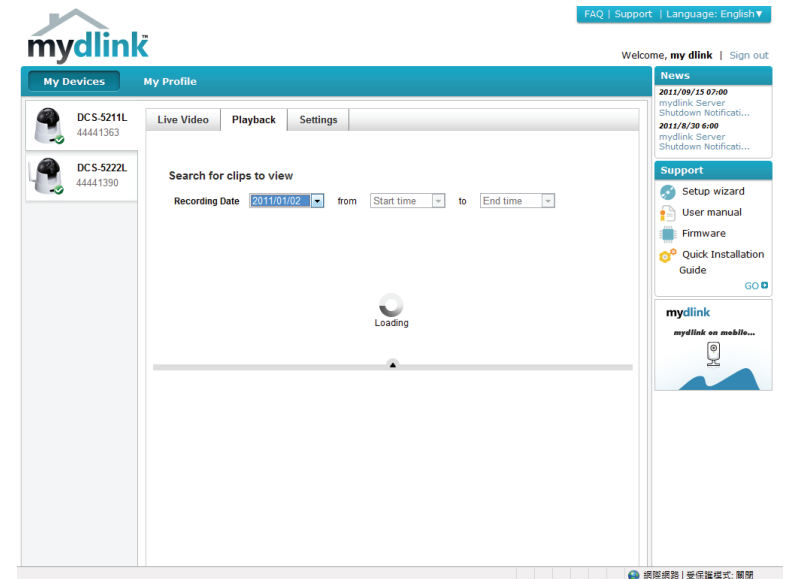 FAQ | Support | Language: English▼
mydlink™
Welcome, my dlink | Sign out
My Devices
My Profile
DCS-5211L
44441363
DCS-5222L
44441390
Live Video
Playback
Settings
Search for clips to view
Recording Date 2011/01/02 from Start time to End time
Loading
News
2011/09/15 07:00
mydlink Server
Shutdown Notificati...
2011/8/30 6:00
mydlink Server
Shutdown Notificati...
Support
Setup wizard
User manual
Firmware
Quick Installation
Guide
GO
mydlink
mydlink on mobile...
網際網路 | 受保護模式: 關閉